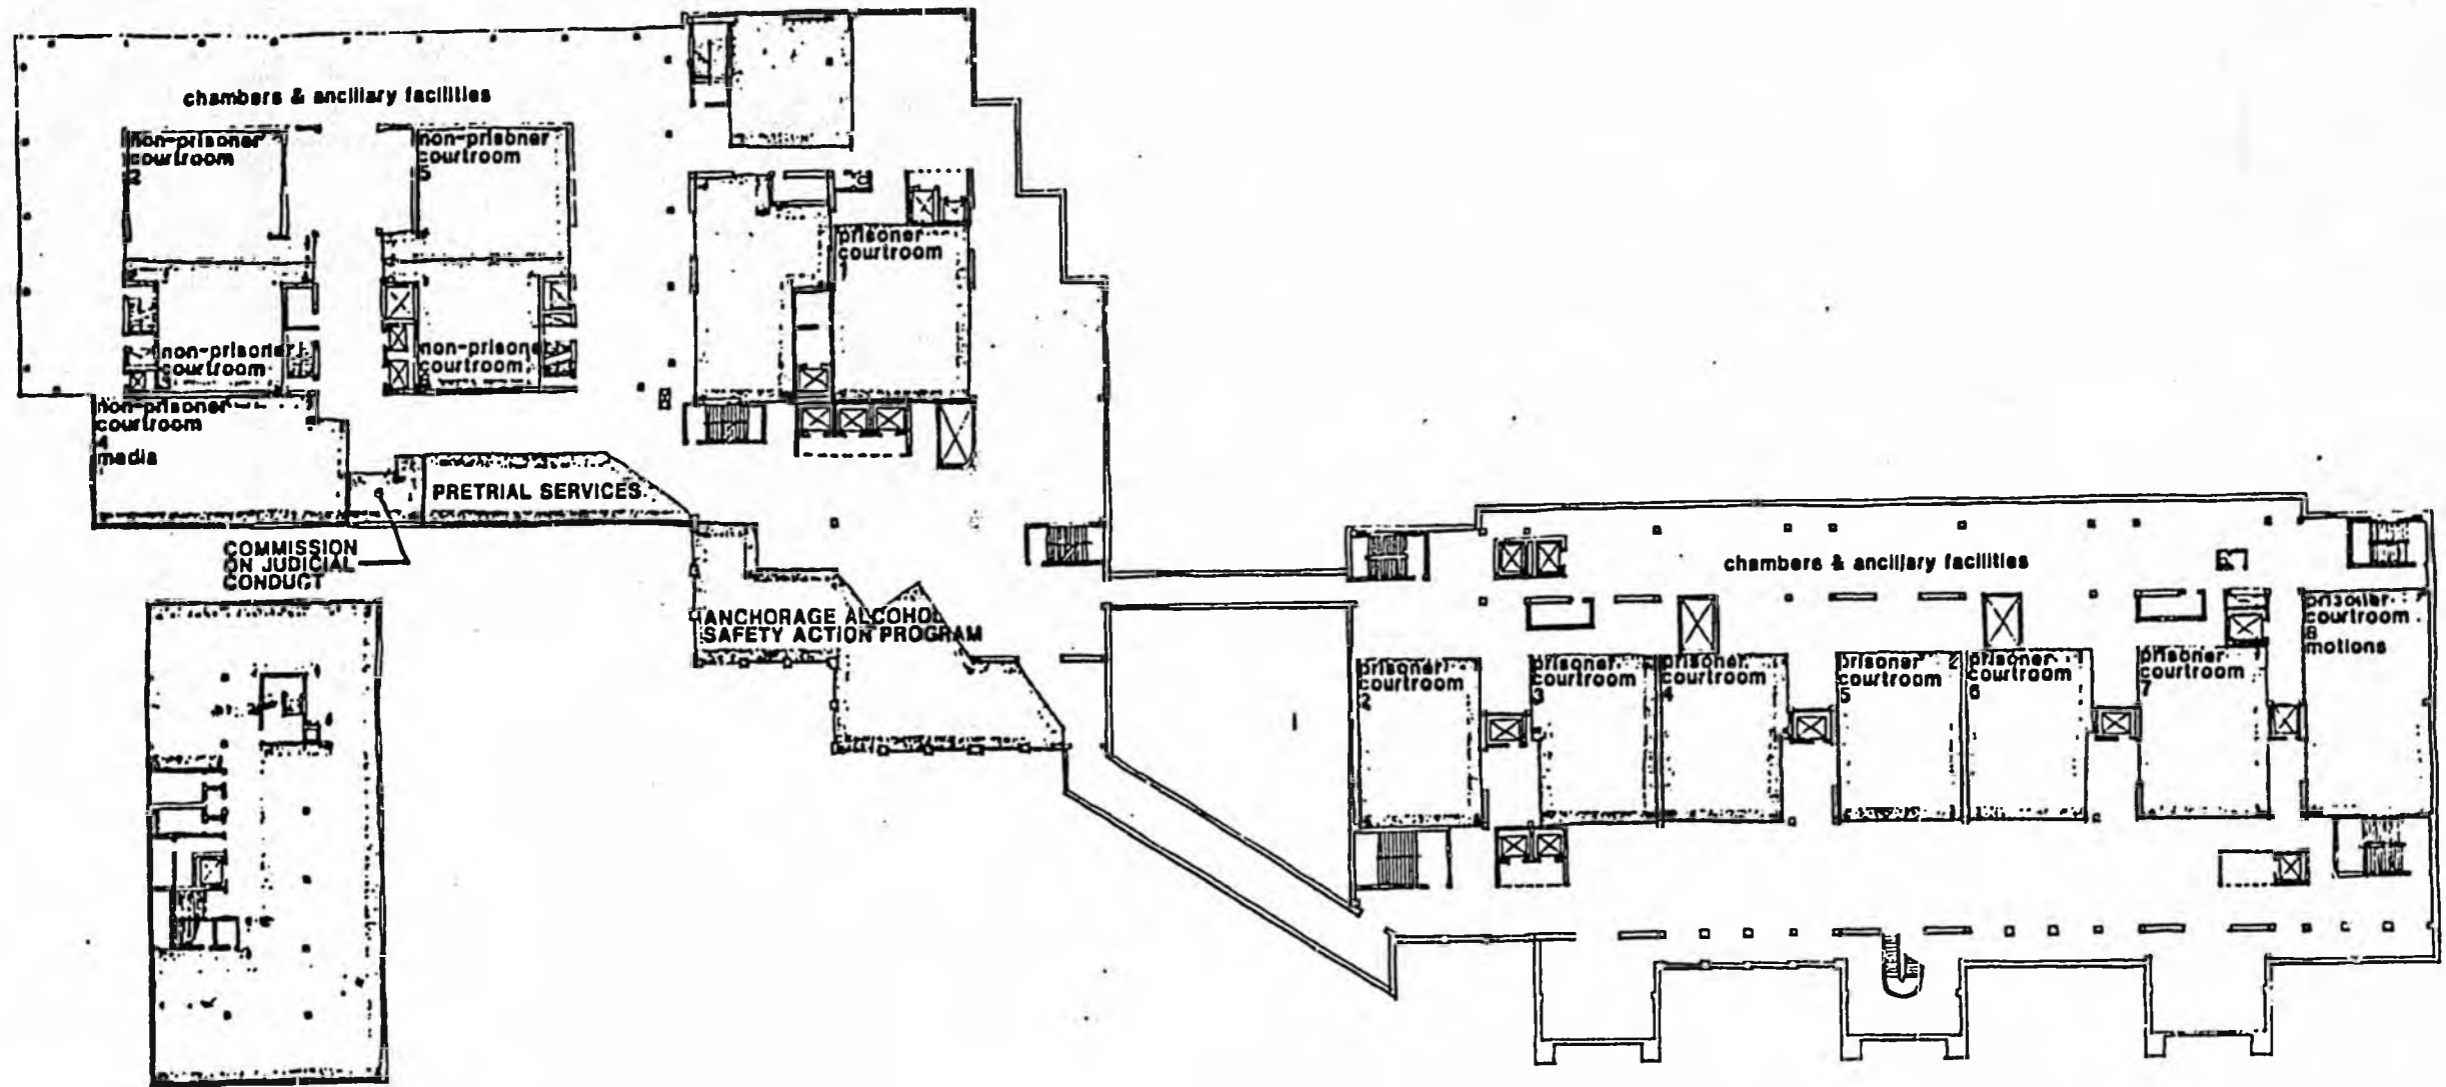 chambers & ancillary facilities
non-prisoner
courtroom
2
non-prisoner
courtroom
5
prisoner
courtroom
1
non-prisoner
courtroom
3
non-prisoner
courtroom
non-prisoner
courtroom
4
media
PRETRIAL SERVICES
COMMISSION
ON JUDICIAL
CONDUCT
ANCHORAGE ALCOHOL
SAFETY ACTION PROGRAM
chambers & ancillary facilities
prisoner
courtroom
2
prisoner
courtroom
3
prisoner
courtroom
4
prisoner
courtroom
5
prisoner
courtroom
6
prisoner
courtroom
7
prisoner
courtroom
8
motions